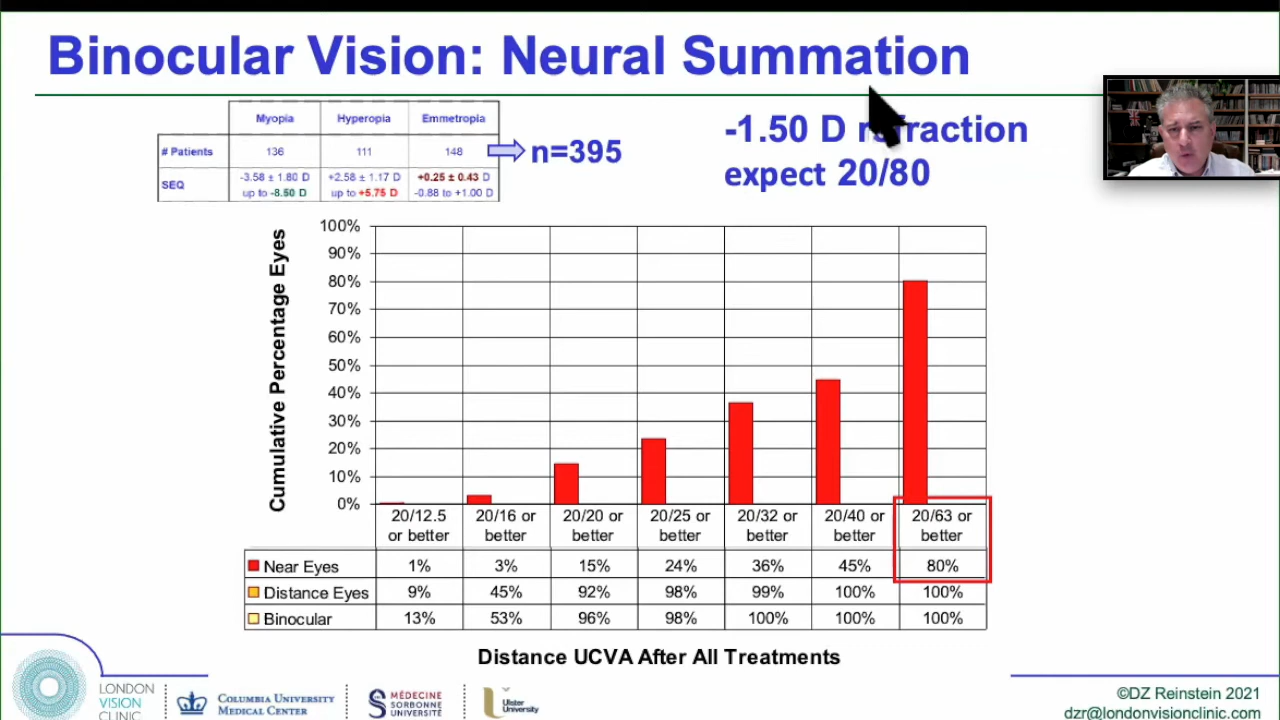 Binocular Vision: Neural Summation
Myopia Hyperopia Emmetropia
# Patients 136 111 148
SEQ -3.58 ± 1.80 D +2.58 ± 1.17 D +0.25 ± 0.43 D
up to -8.50 D up to +5.75 D -0.88 to +1.00 D
n=395
-1.50 D refraction
expect 20/80
Cumulative Percentage Eyes
100%
90%
80%
70%
60%
50%
40%
30%
20%
10%
0%
20/12.5 20/16 or 20/20 or 20/25 or 20/32 or 20/40 or 20/63 or
or better better better better better better better
Near Eyes 1% 3% 15% 24% 36% 45% 80%
Distance Eyes 9% 45% 92% 98% 99% 100% 100%
Binocular 13% 53% 96% 98% 100% 100% 100%
Distance UCVA After All Treatments
LONDON
VISION
CLINIC
COLUMBIA UNIVERSITY
MEDICAL CENTER
MÉDECINE
SORBONNE
UNIVERSITÉ
Ulster
University
©DZ Reinstein 2021
dzr@londonvisionclinic.com